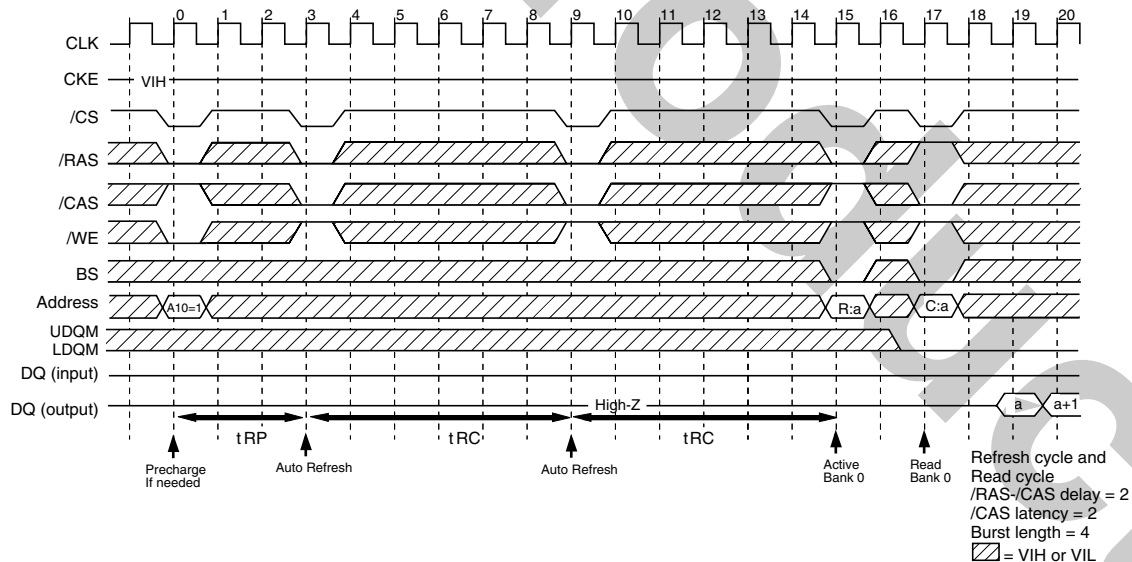 0 1 2 3 4 5 6 7 8 9 10 11 12 13 14 15 16 17 18 19 20
CLK
CKE VIH
/CS
/RAS
/CAS
/WE
BS
Address A10=1 R:a C:a
UDQM
LDQM
DQ (input)
DQ (output) High-Z a a+1
tRP tRC tRC
Precharge
If needed
Auto Refresh
Auto Refresh
Active
Bank 0
Read
Bank 0
Refresh cycle and
Read cycle
/RAS-/CAS delay = 2
/CAS latency = 2
Burst length = 4
= VIH or VIL